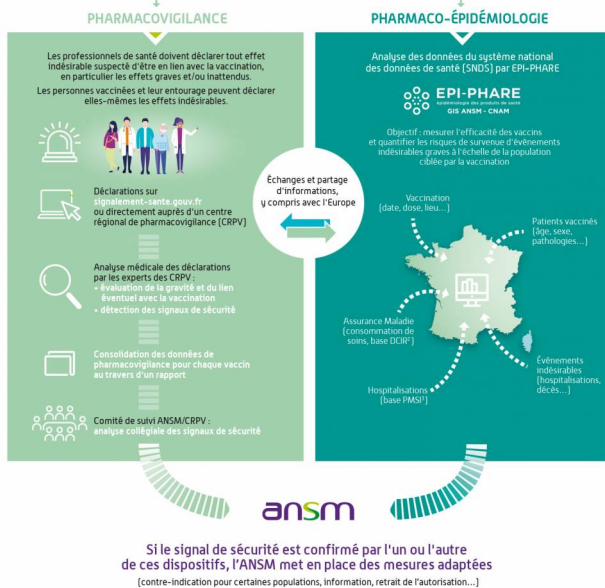 PHARMACOVIGILANCE
Les professionnels de santé doivent déclarer tout effet
indésirable suspecté d'être en lien avec la vaccination,
en particulier les effets graves et/ou inattendus.
Les personnes vaccinées et leur entourage peuvent déclarer
elles-mêmes les effets indésirables.
Déclarations sur
signalement-sante.gouv.fr
ou directement auprès d'un centre
régional de pharmacovigilance (CRPV)
Analyse médicale des déclarations
par les experts des CRPV :
• évaluation de la gravité et du lien
éventuel avec la vaccination
• détection des signaux de sécurité
Consolidation des données de
pharmacovigilance pour chaque vaccin
au travers d'un rapport
Comité de suivi ANSM/CRPV :
analyse collégiale des signaux de sécurité
Échanges et partage
d'informations,
y compris avec l'Europe
PHARMACO-ÉPIDÉMIOLOGIE
Analyse des données du système national
des données de santé (SNDS) par EPI-PHARE
EPI-PHARE
épidémiologie des produits de santé
GIS ANSM - CNAM
Objectif : mesurer l'efficacité des vaccins
et quantifier les risques de survenue d'évènements
indésirables graves à l'échelle de la population
ciblée par la vaccination
Vaccination
(date, dose, lieu...)
Patients vaccinés
(âge, sexe,
pathologies...)
Assurance Maladie
(consommation de
soins, base DCIR²)
Évènements
indésirables
(hospitalisations,
décès...)
Hospitalisations
(base PMSI³)
ansm
Si le signal de sécurité est confirmé par l'un ou l'autre
de ces dispositifs, l'ANSM met en place des mesures adaptées
(contre-indication pour certaines populations, information, retrait de l'autorisation...)